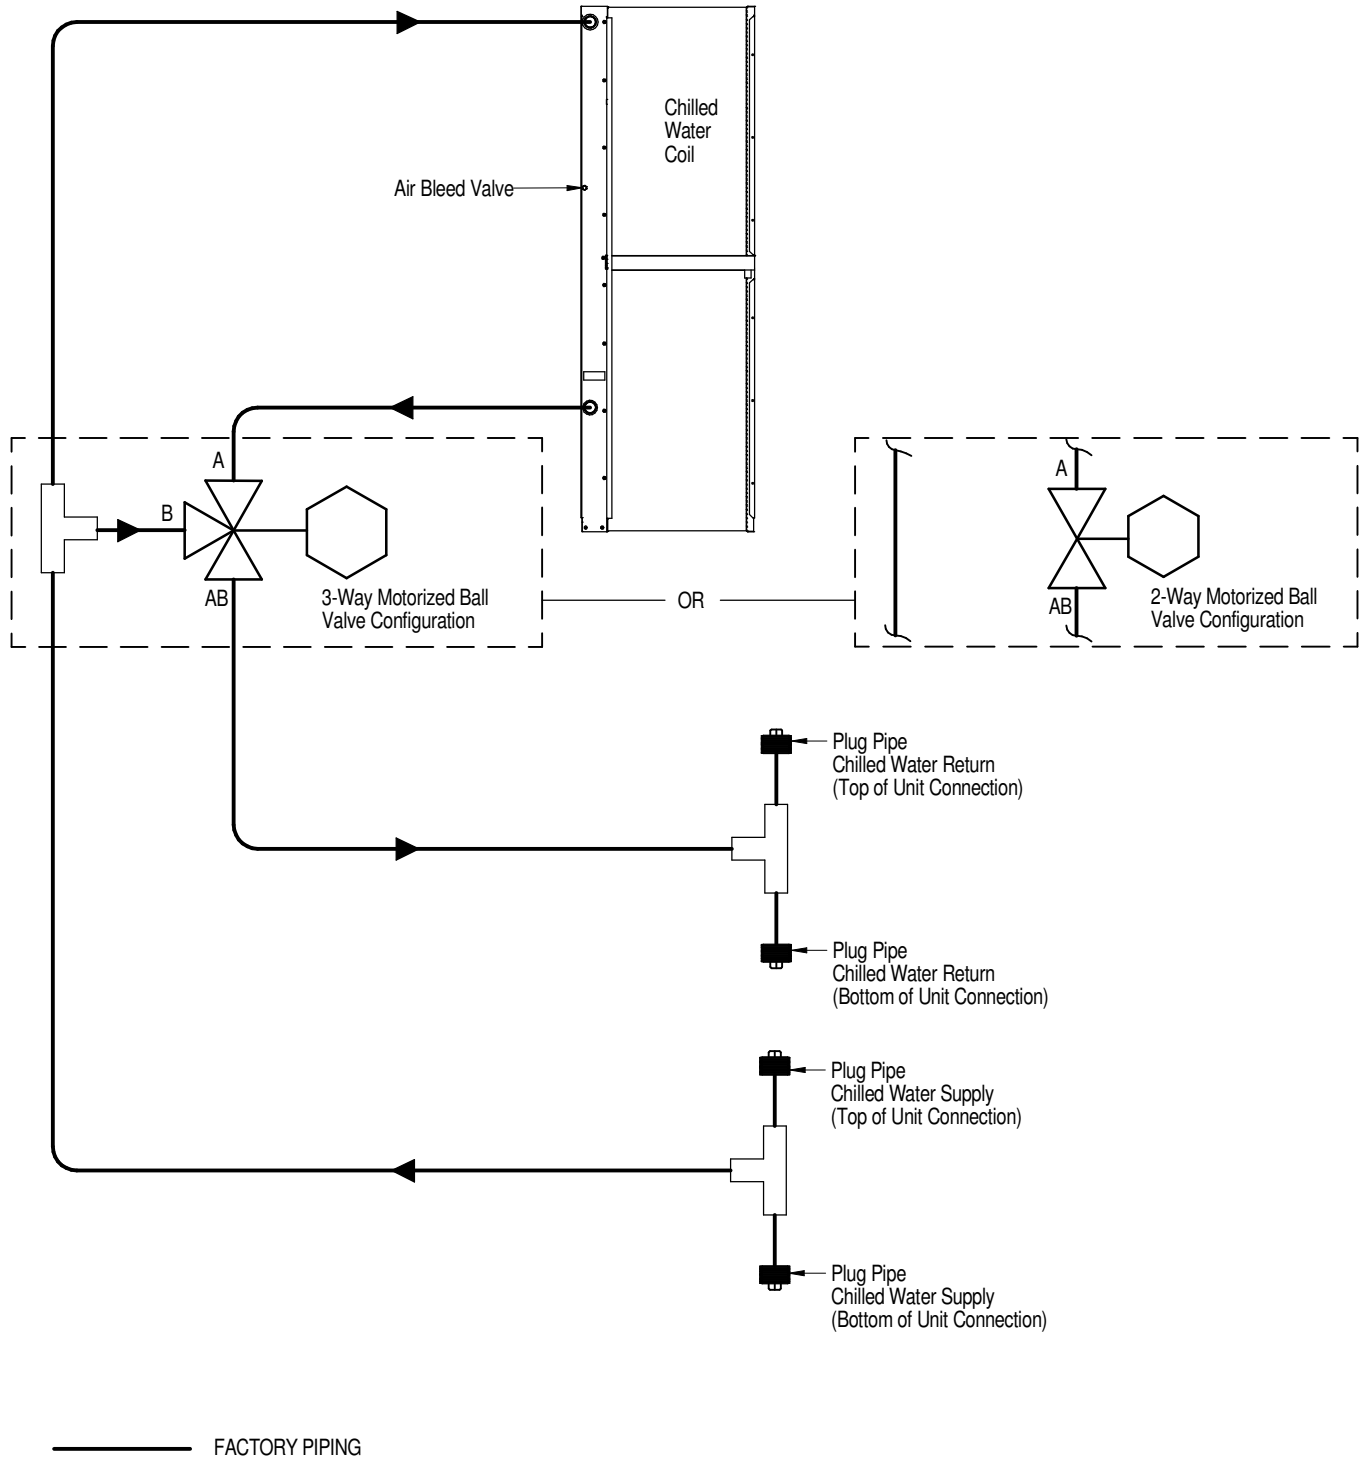 Chilled
Water
Coil
Air Bleed Valve
A
B
AB
3-Way Motorized Ball
Valve Configuration
OR
A
AB
2-Way Motorized Ball
Valve Configuration
Plug Pipe
Chilled Water Return
(Top of Unit Connection)
Plug Pipe
Chilled Water Return
(Bottom of Unit Connection)
Plug Pipe
Chilled Water Supply
(Top of Unit Connection)
Plug Pipe
Chilled Water Supply
(Bottom of Unit Connection)
FACTORY PIPING